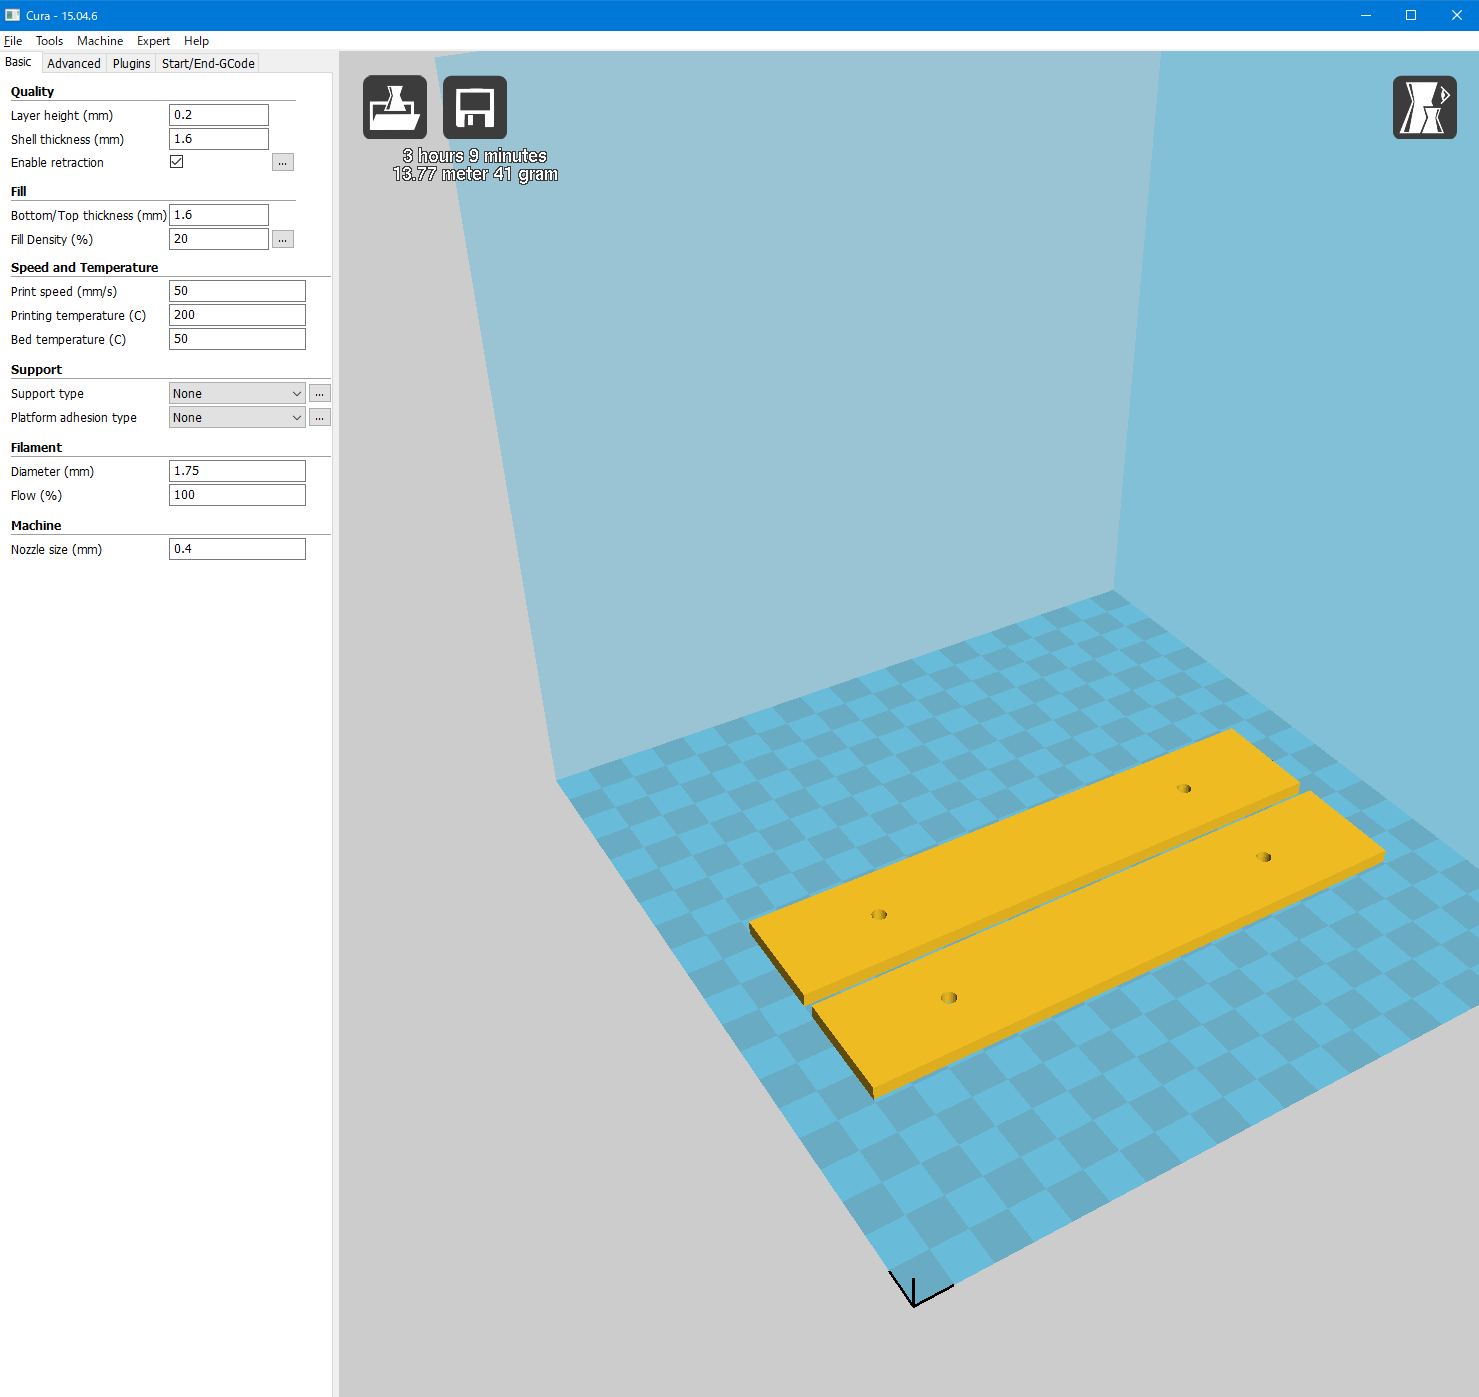 Cura - 15.04.6
File Tools Machine Expert Help
Basic Advanced Plugins Start/End-GCode
Quality
Layer height (mm) 0.2
Shell thickness (mm) 1.6
Enable retraction ...
Fill
Bottom/Top thickness (mm) 1.6
Fill Density (%) 20 ...
Speed and Temperature
Print speed (mm/s) 50
Printing temperature (C) 200
Bed temperature (C) 50
Support
Support type None ...
Platform adhesion type None ...
Filament
Diameter (mm) 1.75
Flow (%) 100
Machine
Nozzle size (mm) 0.4
3 hours 9 minutes
13.77 meter 41 gram